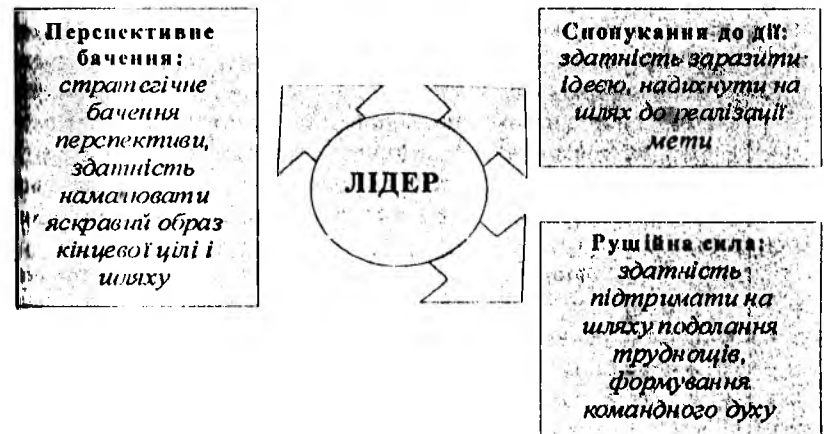 Перспективне
бачення:
стратегічне
бачення
перспективи,
здатність
намалювати
яскравий образ
кінцевої цілі і
шляху
ЛІДЕР
Спонукання до дії:
здатність заразити
ідеєю, надихнути на
шлях до реалізації
мети
Рушійна сила:
здатність
підтримати на
шляху подолання
труднощів,
формування
командного духу